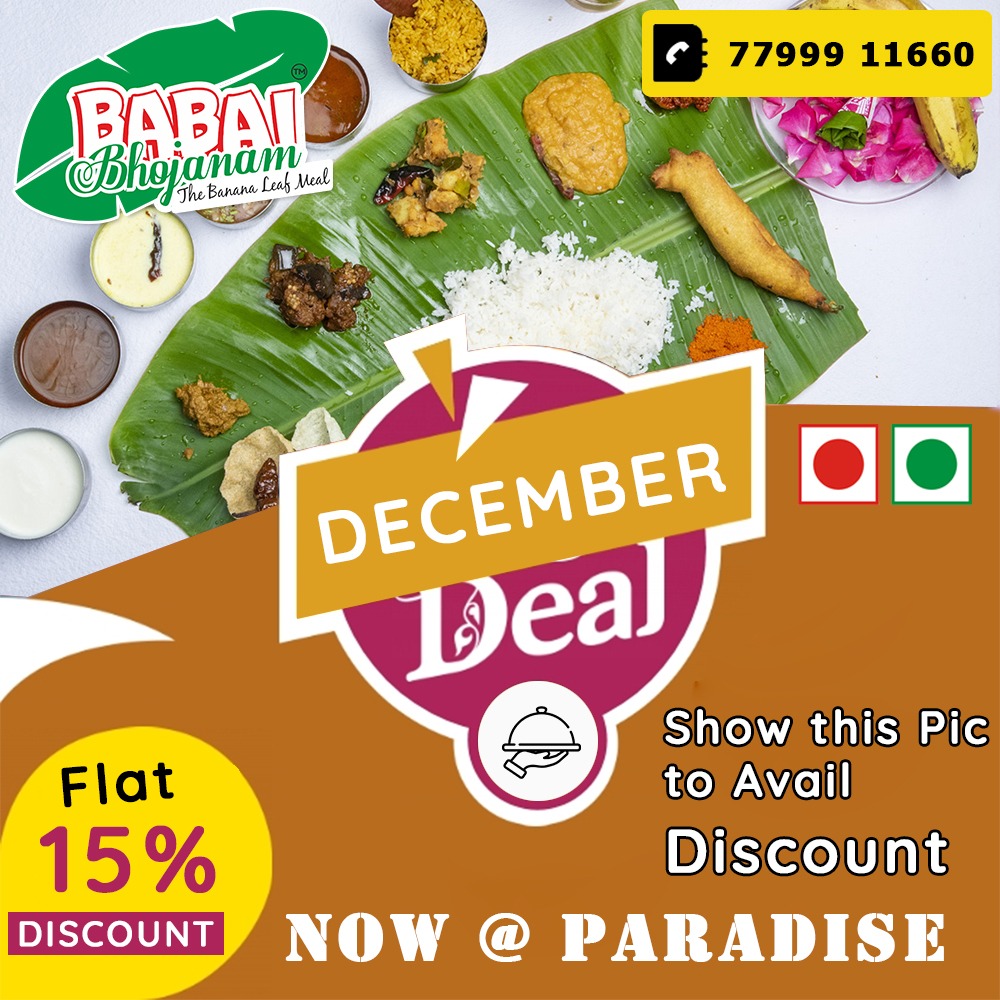 BABAI
Bhojanam
The Banana Leaf Meal
TM
77999 11660
DECEMBER
Deal
Show this Pic
to Avail
Discount
Flat
15%
DISCOUNT
NOW @ PARADISE